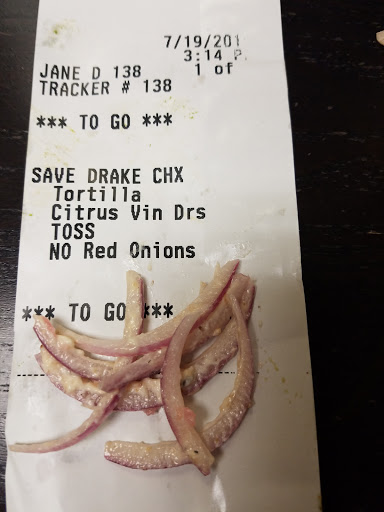 7/19/201
3:14 P
JANE D 138 1 of
TRACKER # 138
*** TO GO ***
SAVE DRAKE CHX
Tortilla
Citrus Vin Drs
TOSS
NO Red Onions
*** TO GO ***